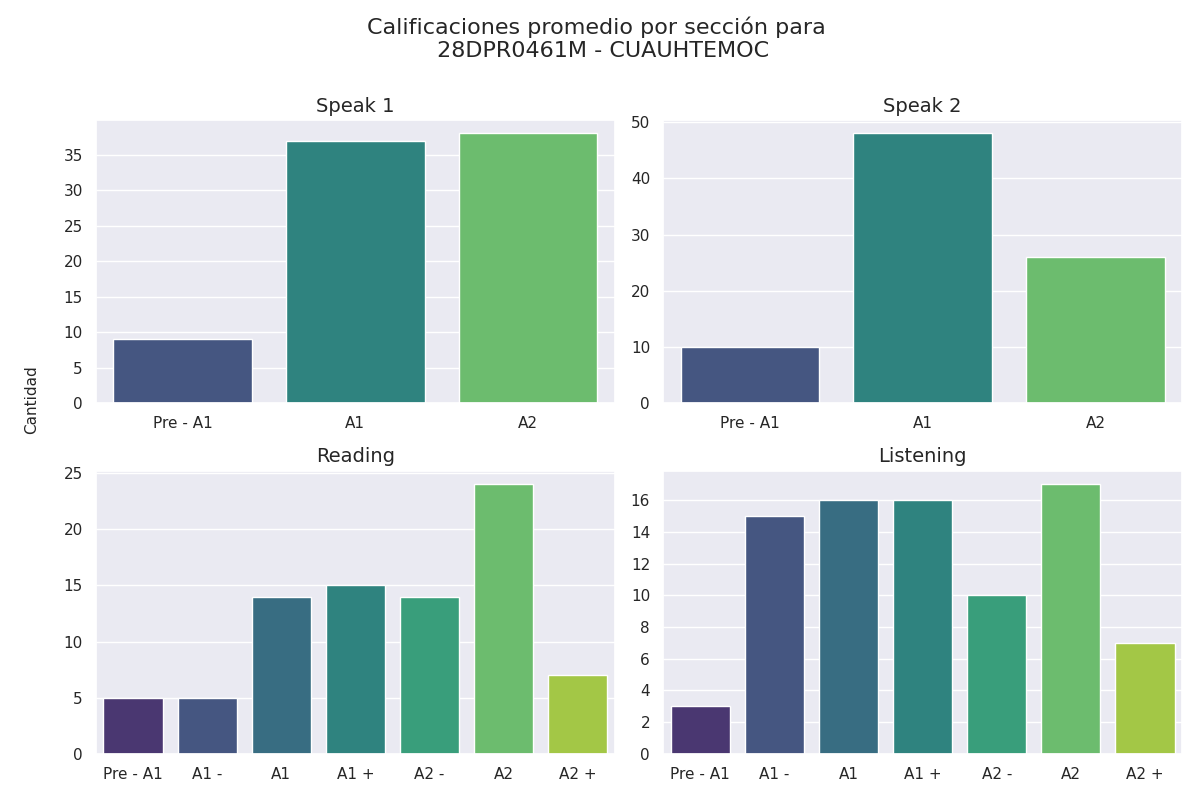 Calificaciones promedio por sección para
28DPR0461M - CUAUHTEMOC
Speak 1
35
30
25
20
15
10
5
0
Pre - A1 A1 A2
Speak 2
50
40
30
20
10
0
Pre - A1 A1 A2
Cantidad
Reading
25
20
15
10
5
0
Pre - A1 A1 - A1 A1 + A2 - A2 A2 +
Listening
16
14
12
10
8
6
4
2
0
Pre - A1 A1 - A1 A1 + A2 - A2 A2 +